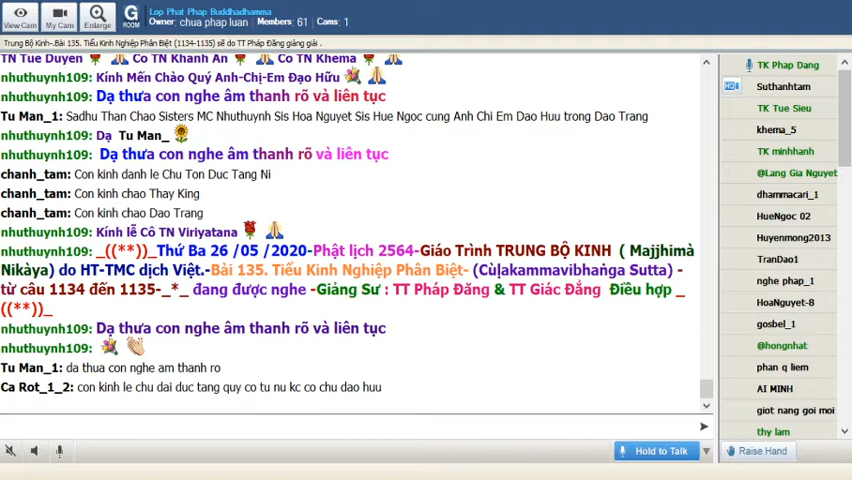 Lop Phat Phap Buddhadhamma
Owner: chua phap luan Members: 61 Cams: 1
View Cam My Cam Enlarge G ROOM
Trung Bộ Kinh-.Bài 135. Tiểu Kinh Nghiệp Phân Biệt (1134-1135) sẽ do TT Pháp Đăng giảng giải .
TN Tue Duyen Co TN Khanh An Co TN Khema
nhuthuynh109: Kính Mến Chào Quý Anh-Chị-Em Đạo Hữu
nhuthuynh109: Dạ thưa con nghe âm thanh rõ và liên tục
Tu Man_1: Sadhu Than Chao Sisters MC Nhuthuynh Sis Hoa Nguyet Sis Hue Ngoc cung Anh Chi Em Dao Huu trong Dao Trang
nhuthuynh109: Dạ Tu Man_
nhuthuynh109: Dạ thưa con nghe âm thanh rõ và liên tục
chanh_tam: Con kinh danh le Chu Ton Duc Tang Ni
chanh_tam: Con kinh chao Thay King
chanh_tam: Con kinh chao Dao Trang
nhuthuynh109: Kính lễ Cô TN Viriyatana
nhuthuynh109: _((**))_Thứ Ba 26 /05 /2020-Phật lịch 2564-Giáo Trình TRUNG BỘ KINH ( Majjhimà
Nikàya) do HT-TMC dịch Việt.-Bài 135. Tiểu Kinh Nghiệp Phân Biệt- (Cùḷakammavibhaṅga Sutta) -
từ câu 1134 đến 1135-_*_ đang được nghe -Giảng Sư : TT Pháp Đăng & TT Giác Đẳng Điều hợp _
((**))_
nhuthuynh109: Dạ thưa con nghe âm thanh rõ và liên tục
nhuthuynh109:
Tu Man_1: da thua con nghe am thanh ro
Ca Rot_1_2: con kinh le chu dai duc tang quy co tu nu kc co chu dao huu
Hold to Talk
TK Phap Dang
Suthanhtam
TK Tue Sieu
khema_5
TK minhhanh
@Lang Gia Nguyet
dhammacari_1
HueNgoc 02
Huyenmong2013
TranDao1
nghe phap_1
HoaNguyet-8
gosbel_1
@hongnhat
phan q liem
AI MINH
giot nang goi moi
thy lam
Raise Hand